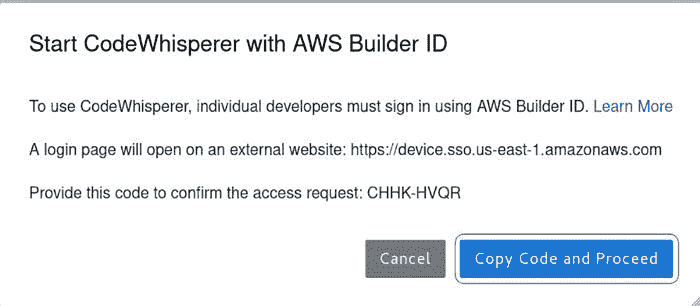 Start CodeWhisperer with AWS Builder ID
To use CodeWhisperer, individual developers must sign in using AWS Builder ID. Learn More
A login page will open on an external website: https://device.sso.us-east-1.amazonaws.com
Provide this code to confirm the access request: CHHK-HVQR
Cancel
Copy Code and Proceed